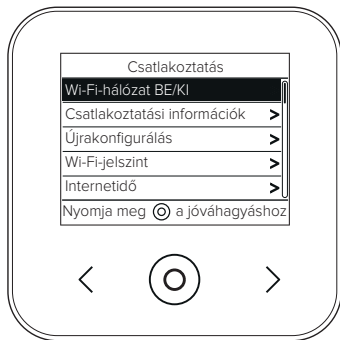 Csatlakoztatás
Wi-Fi-hálózat BE/KI
Csatlakoztatási információk >
Újrakonfigurálás >
Wi-Fi-jelszint >
Internetidő >
Nyomja meg ⊚ a jóváhagyáshoz